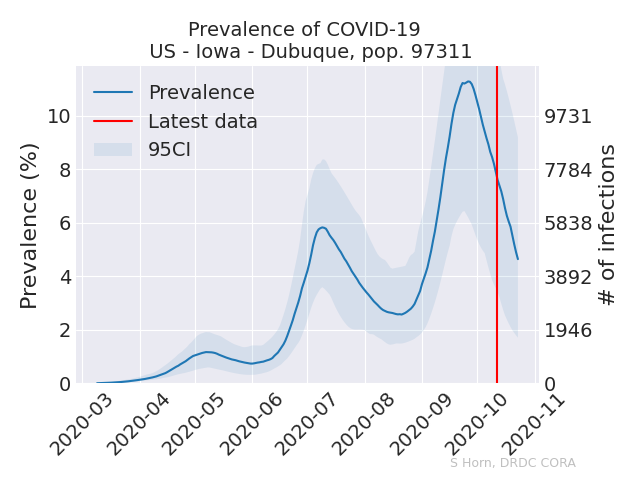 Prevalence of COVID-19
US - Iowa - Dubuque, pop. 97311
Prevalence
Latest data
95CI
Prevalence (%)
10
8
6
4
2
0
9731
7784
5838
3892
1946
0
# of infections
2020-03
2020-04
2020-05
2020-06
2020-07
2020-08
2020-09
2020-10
2020-11
S Horn, DRDC CORA